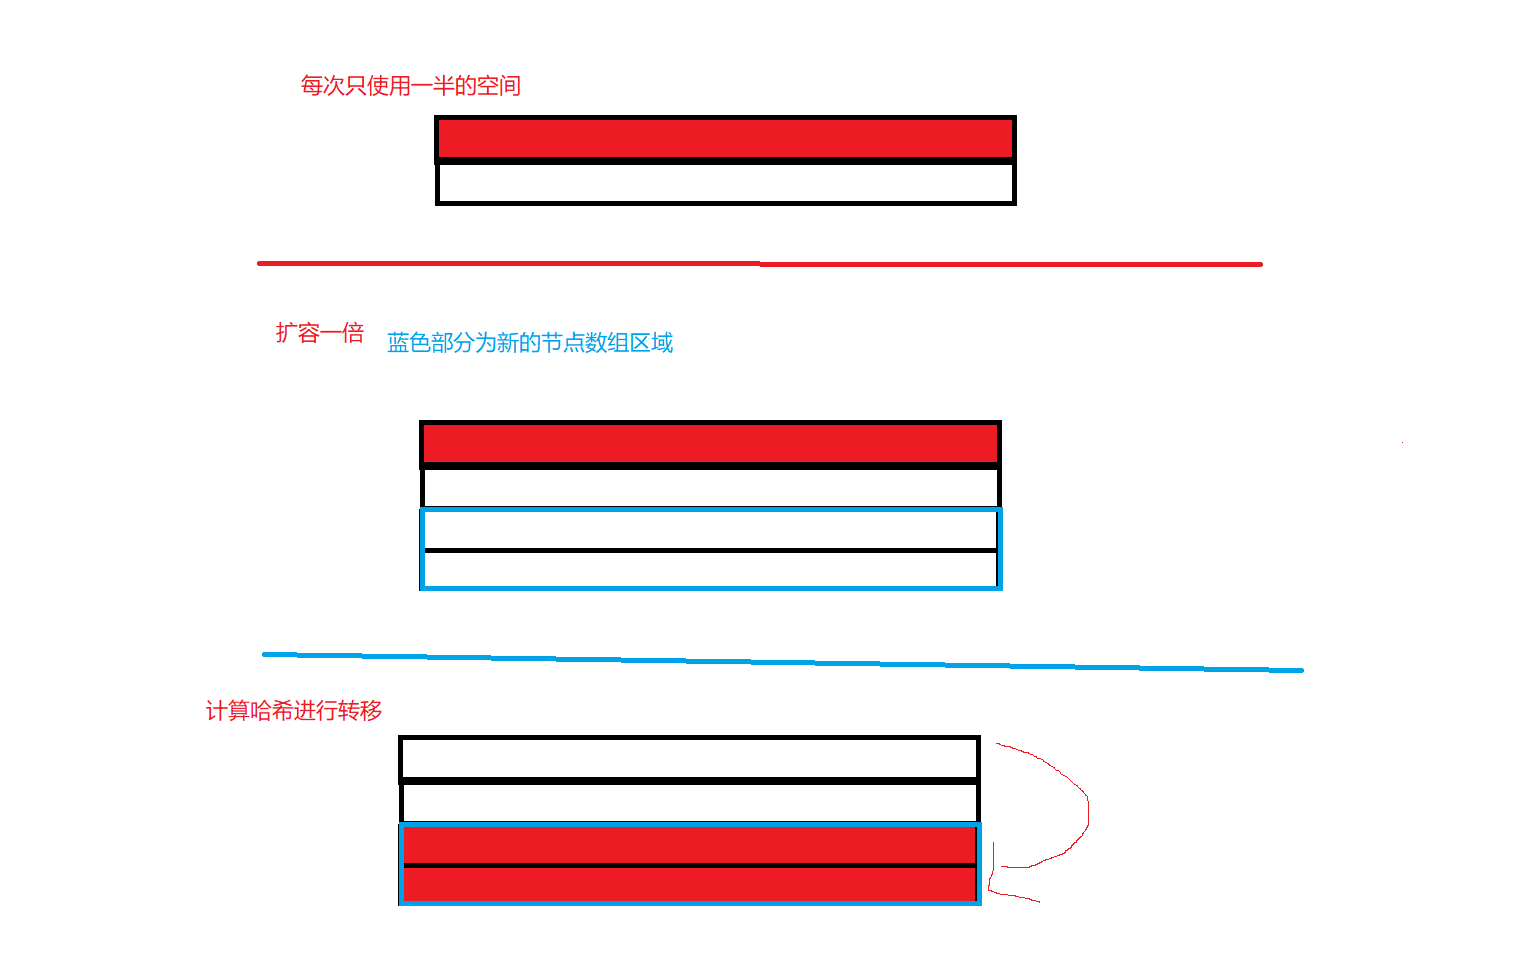 每次只使用一半的空间
扩容一倍 蓝色部分为新的节点数组区域
计算哈希进行转移